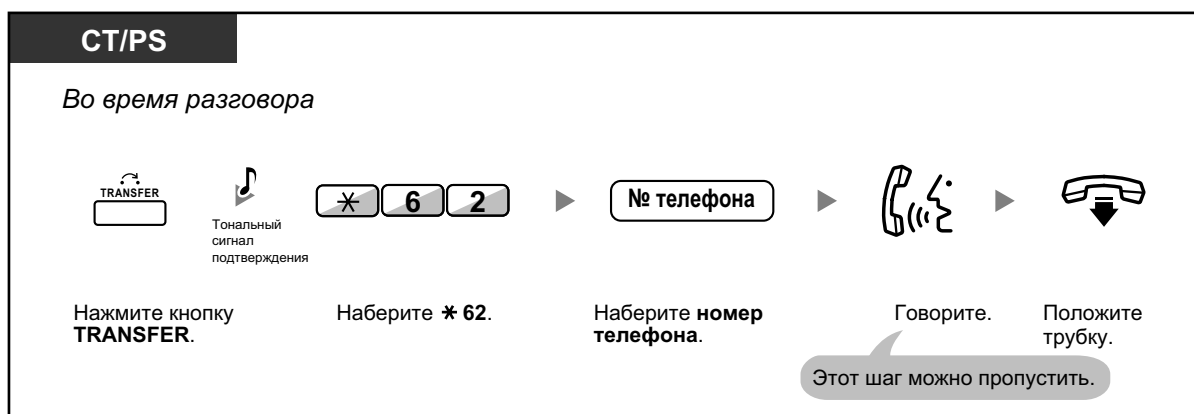 CT/PS
Во время разговора
TRANSFER
Тональный
сигнал
подтверждения
* 6 2
№ телефона
Нажмите кнопку
TRANSFER.
Наберите * 62.
Наберите номер
телефона.
Говорите.
Положите
трубку.
Этот шаг можно пропустить.